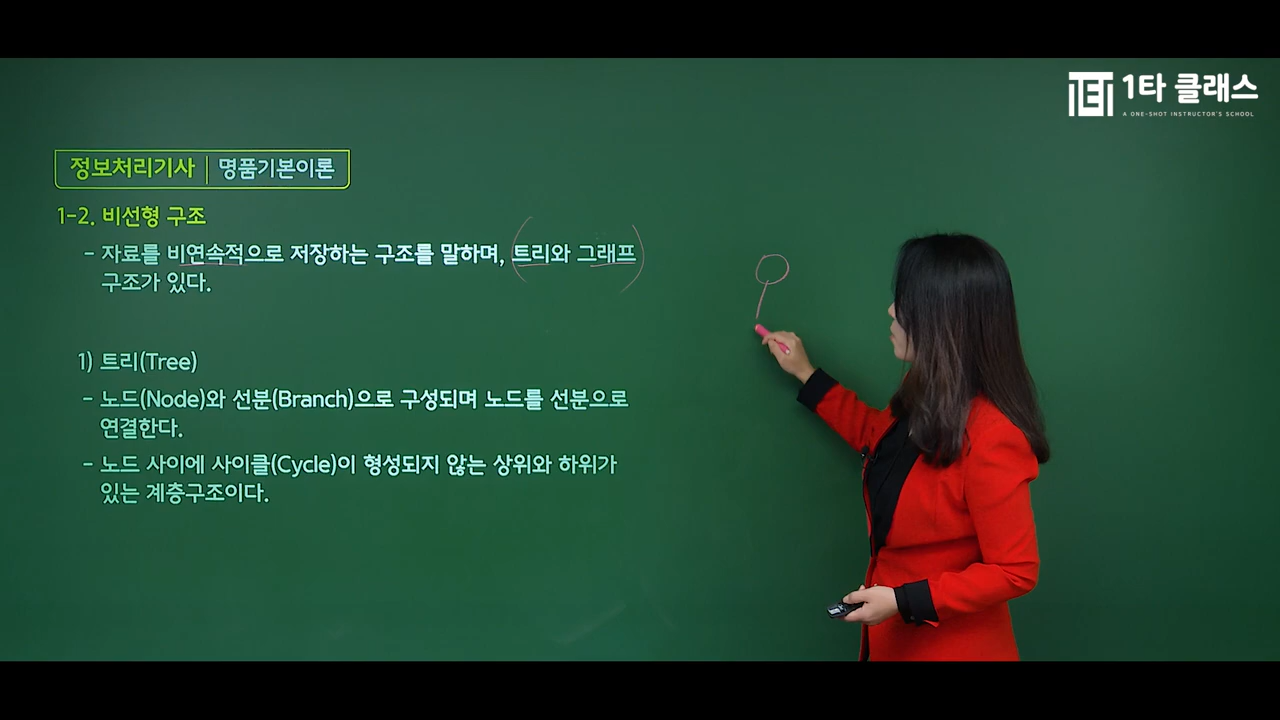 1타 클래스
A ONE-SHOT INSTRUCTOR'S SCHOOL
정보처리기사 | 명품기본이론
1-2. 비선형 구조
- 자료를 비연속적으로 저장하는 구조를 말하며, 트리와 그래프
구조가 있다.
1) 트리(Tree)
- 노드(Node)와 선분(Branch)으로 구성되며 노드를 선분으로
연결한다.
- 노드 사이에 사이클(Cycle)이 형성되지 않는 상위와 하위가
있는 계층구조이다.